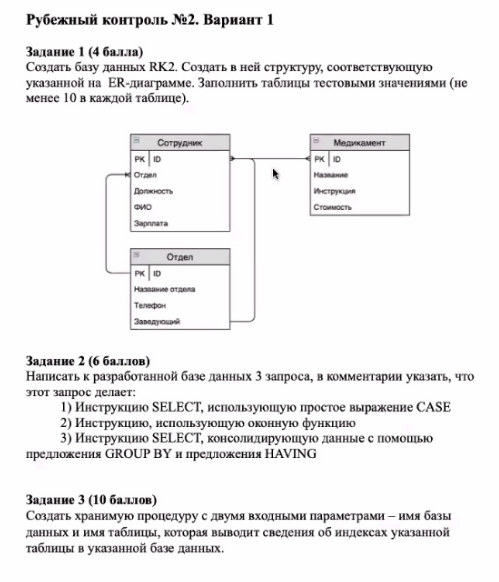 Рубежный контроль №2. Вариант 1
Задание 1 (4 балла)
Создать базу данных RK2. Создать в ней структуру, соответствующую
указанной на ER-диаграмме. Заполнить таблицы тестовыми значениями (не
менее 10 в каждой таблице).
Сотрудник
PK ID
Отдел
Должность
ФИО
Зарплата
Медикамент
PK ID
Название
Инструкция
Стоимость
Отдел
PK ID
Название отдела
Телефон
Заведующий
Задание 2 (6 баллов)
Написать к разработанной базе данных 3 запроса, в комментарии указать, что
этот запрос делает:
1) Инструкцию SELECT, использующую простое выражение CASE
2) Инструкцию, использующую оконную функцию
3) Инструкцию SELECT, консолидирующую данные с помощью
предложения GROUP BY и предложения HAVING
Задание 3 (10 баллов)
Создать хранимую процедуру с двумя входными параметрами – имя базы
данных и имя таблицы, которая выводит сведения об индексах указанной
таблицы в указанной базе данных.